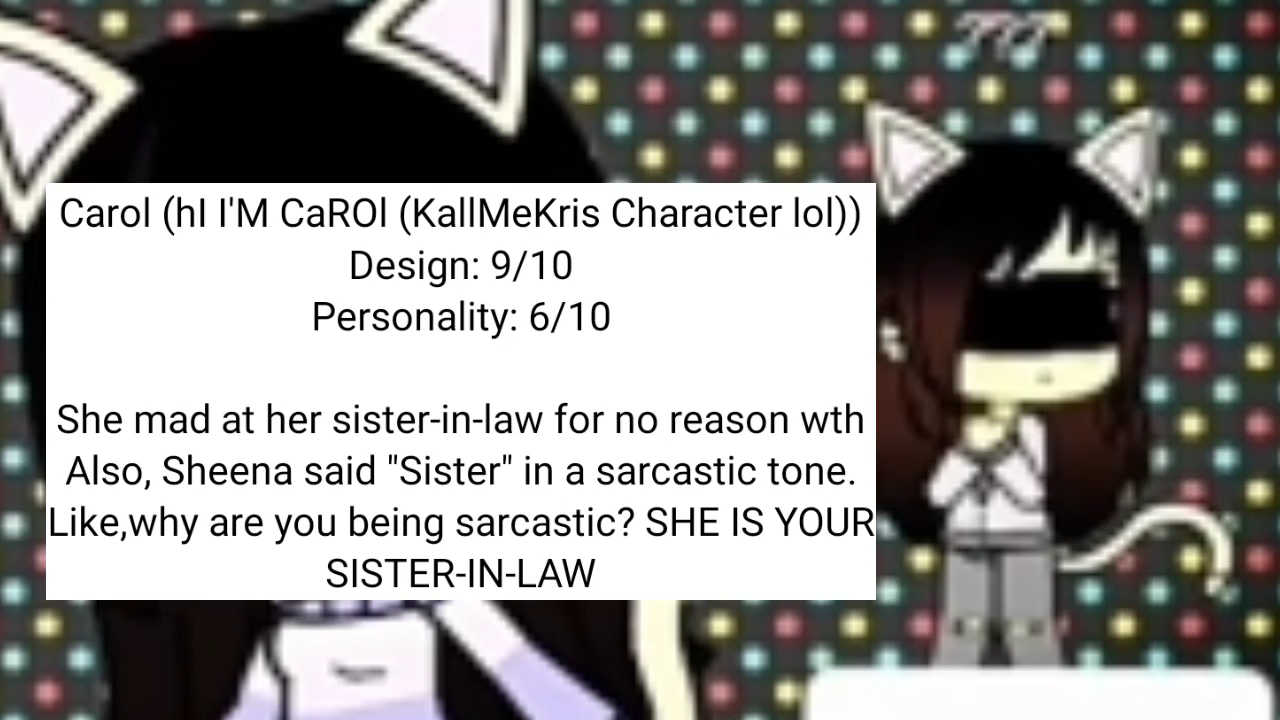 Carol (hI I'M CaROl (KallMeKris Character lol))
Design: 9/10
Personality: 6/10
She mad at her sister-in-law for no reason wth
Also, Sheena said "Sister" in a sarcastic tone.
Like,why are you being sarcastic? SHE IS YOUR
SISTER-IN-LAW